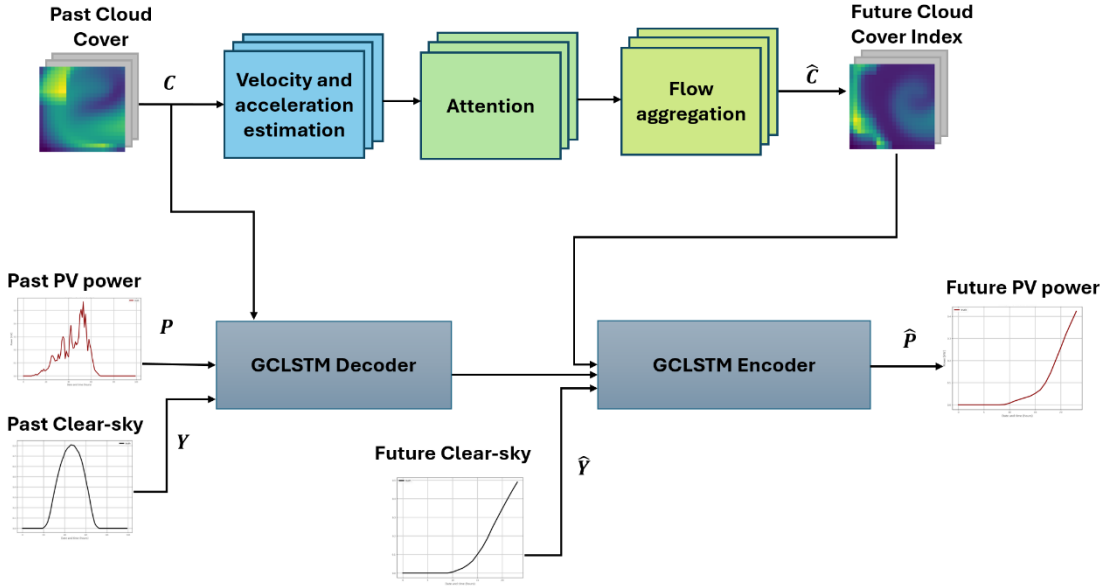 Past Cloud
Cover
C
Velocity and
acceleration
estimation
Attention
Flow
aggregation
Ĉ
Future Cloud
Cover Index
Past PV power
P
GCLSTM Decoder
GCLSTM Encoder
P̂
Future PV power
Past Clear-sky
Y
Future Clear-sky
Ŷ